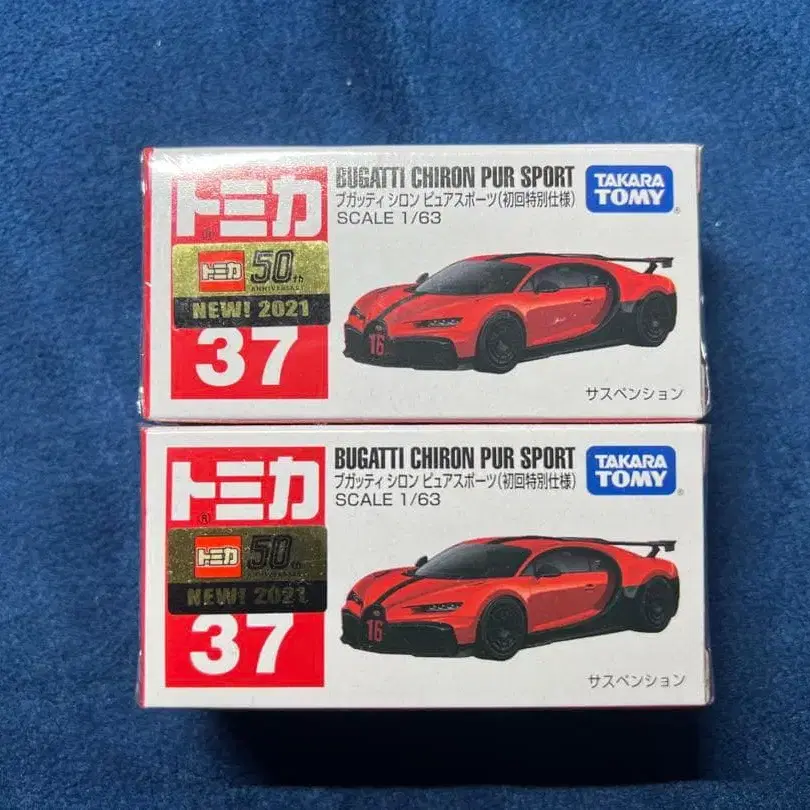 トミカ
®
トミカ 50th
ANNIVERSARY
NEW! 2021
37
BUGATTI CHIRON PUR SPORT
ブガッティ シロン ピュアスポーツ(初回特別仕様)
SCALE 1/63
TAKARA
TOMY®
16
サスペンション
トミカ
®
トミカ 50th
ANNIVERSARY
NEW! 2021
37
BUGATTI CHIRON PUR SPORT
ブガッティ シロン ピュアスポーツ(初回特別仕様)
SCALE 1/63
TAKARA
TOMY®
16
サスペンション